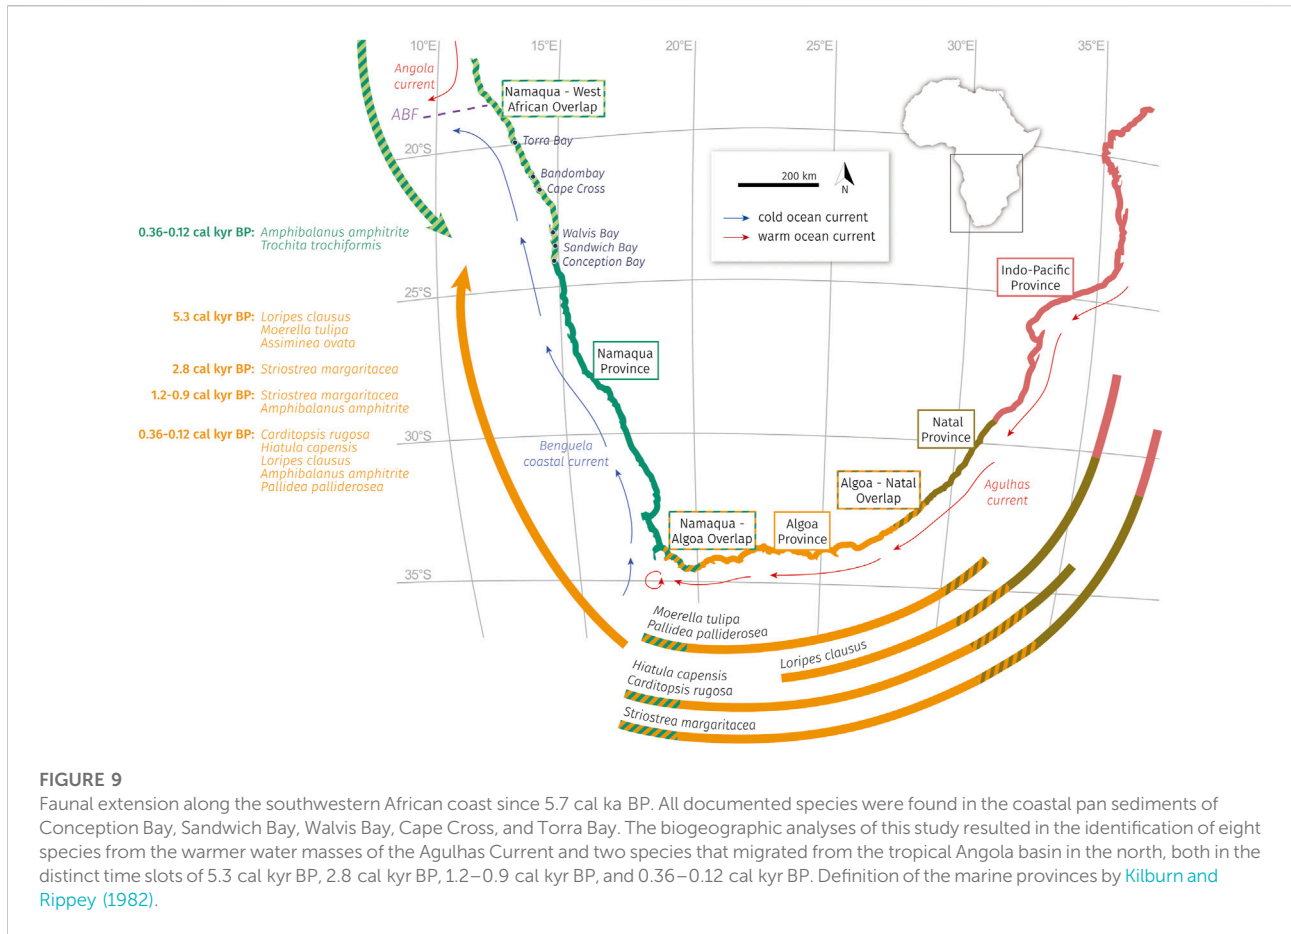 10°E
15°E
20°E
25°E
30°E
35°E
Angola
current
ABF
Namaqua - West
African Overlap
Torra Bay
20°S
Bandombay
Cape Cross
200 km
N
cold ocean current
warm ocean current
0.36-0.12 cal kyr BP: Amphibalanus amphitrite
Trochita trochiformis
Walvis Bay
Sandwich Bay
Conception Bay
Indo-Pacific
Province
25°S
5.3 cal kyr BP: Loripes clausus
Moerella tulipa
Assiminea ovata
2.8 cal kyr BP: Striostrea margaritacea
1.2-0.9 cal kyr BP: Striostrea margaritacea
Amphibalanus amphitrite
0.36-0.12 cal kyr BP: Carditopsis rugosa
Hiatula capensis
Loripes clausus
Amphibalanus amphitrite
Pallidea palliderosea
Namaqua
Province
30°S
Benguela
coastal current
Natal
Province
Algoa - Natal
Overlap
Agulhas
current
Namaqua -
Algoa Overlap
Algoa
Province
35°S
Moerella tulipa
Pallidea palliderosea
Loripes clausus
Hiatula capensis
Carditopsis rugosa
Striostrea margaritacea
FIGURE 9
Faunal extension along the southwestern African coast since 5.7 cal ka BP. All documented species were found in the coastal pan sediments of
Conception Bay, Sandwich Bay, Walvis Bay, Cape Cross, and Torra Bay. The biogeographic analyses of this study resulted in the identification of eight
species from the warmer water masses of the Agulhas Current and two species that migrated from the tropical Angola basin in the north, both in the
distinct time slots of 5.3 cal kyr BP, 2.8 cal kyr BP, 1.2–0.9 cal kyr BP, and 0.36–0.12 cal kyr BP. Definition of the marine provinces by Kilburn and
Rippey (1982).